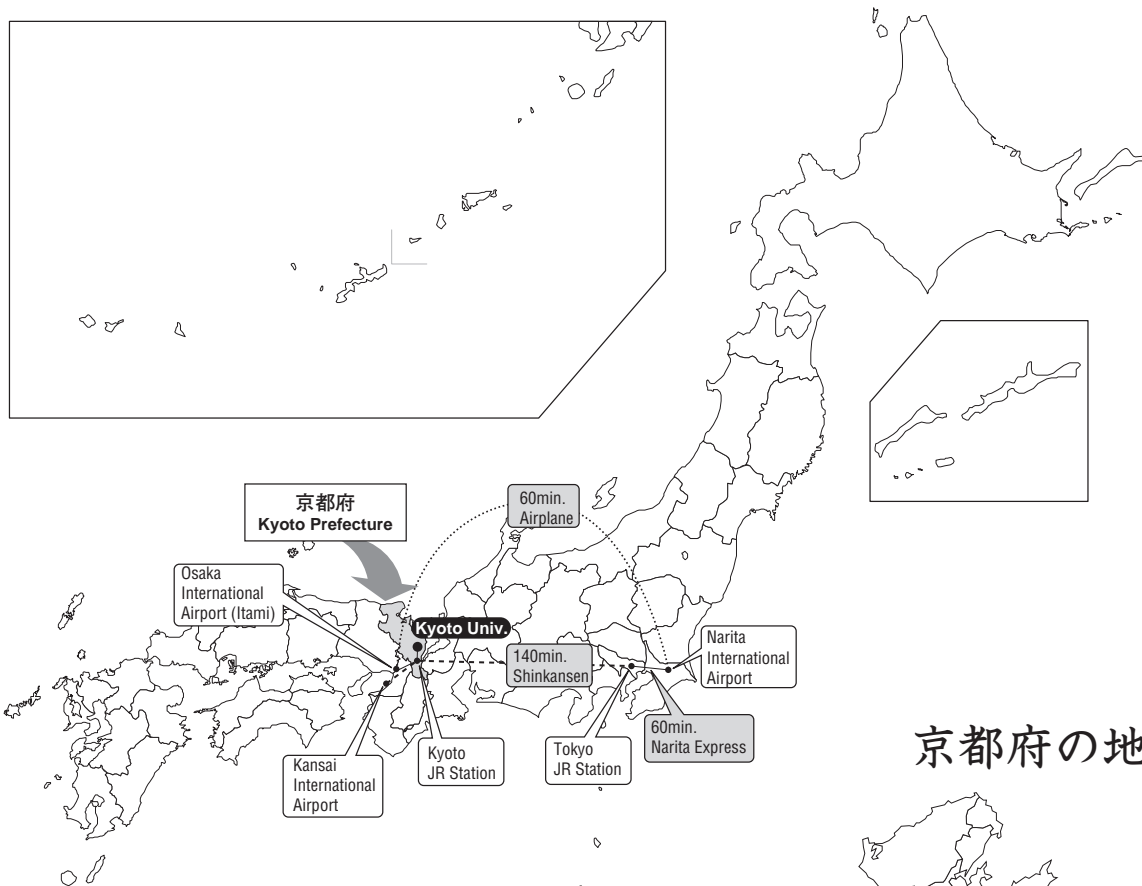 京都府
Kyoto Prefecture
60min.
Airplane
Osaka
International
Airport (Itami)
Kyoto Univ.
140min.
Shinkansen
Narita
International
Airport
60min.
Narita Express
Tokyo
JR Station
Kyoto
JR Station
Kansai
International
Airport
京都府の地